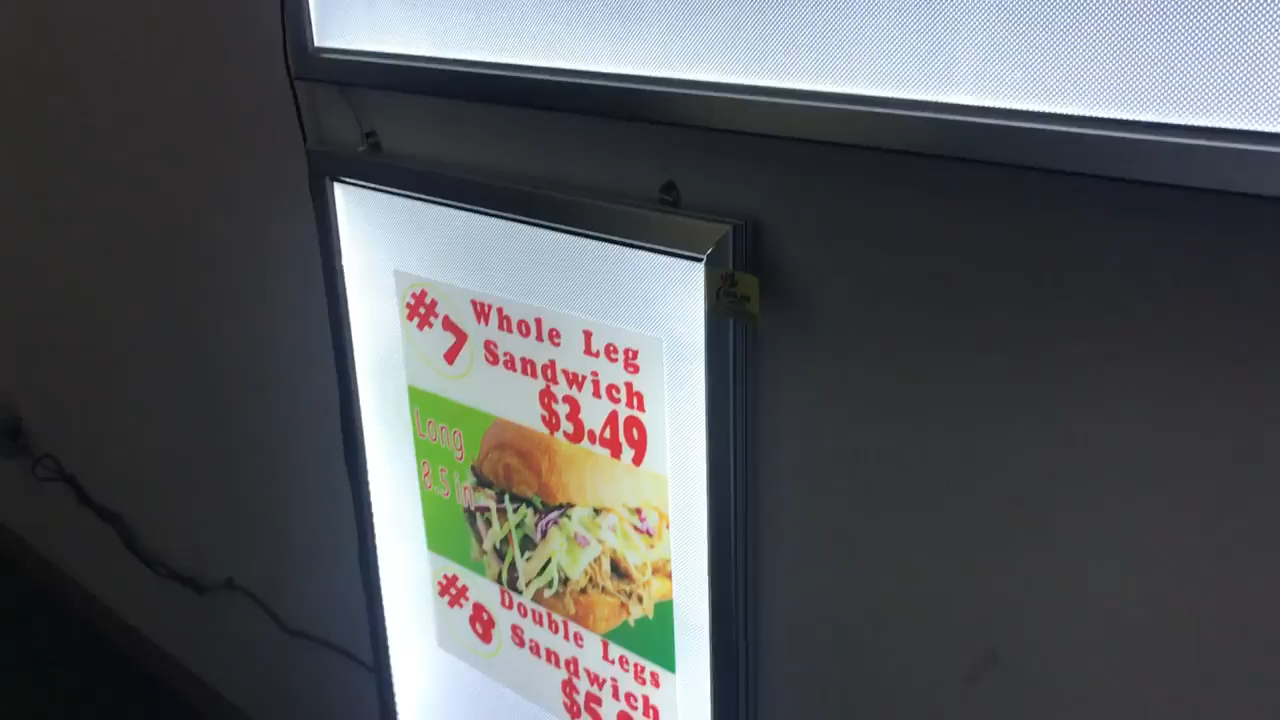 #7
Whole Leg
Sandwich
$3.49
Long
8.5 in
#8
Double Legs
Sandwich